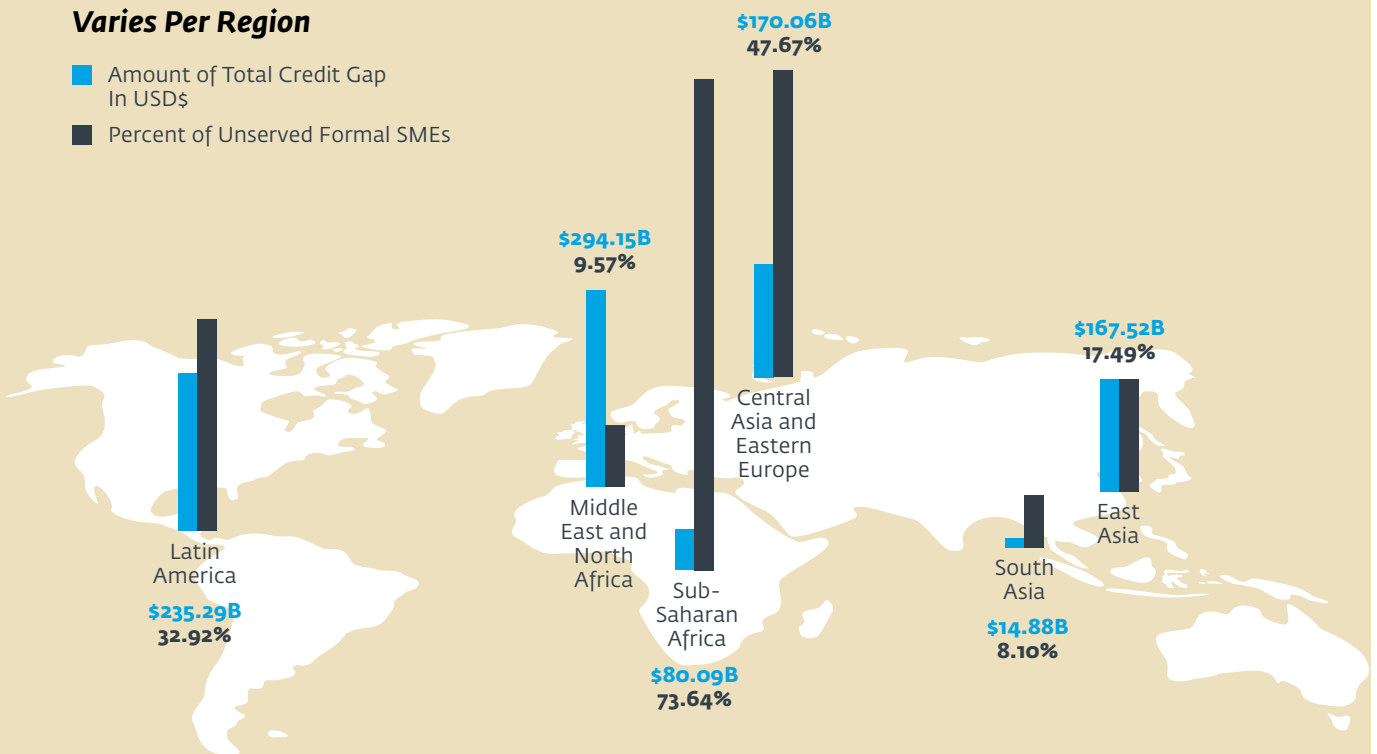 Varies Per Region
Amount of Total Credit Gap
In USD$
Percent of Unserved Formal SMEs
$170.06B
47.67%
Central
Asia and
Eastern
Europe
$294.15B
9.57%
Middle
East and
North
Africa
$167.52B
17.49%
East
Asia
Latin
America
$235.29B
32.92%
Sub-
Saharan
Africa
$80.09B
73.64%
South
Asia
$14.88B
8.10%